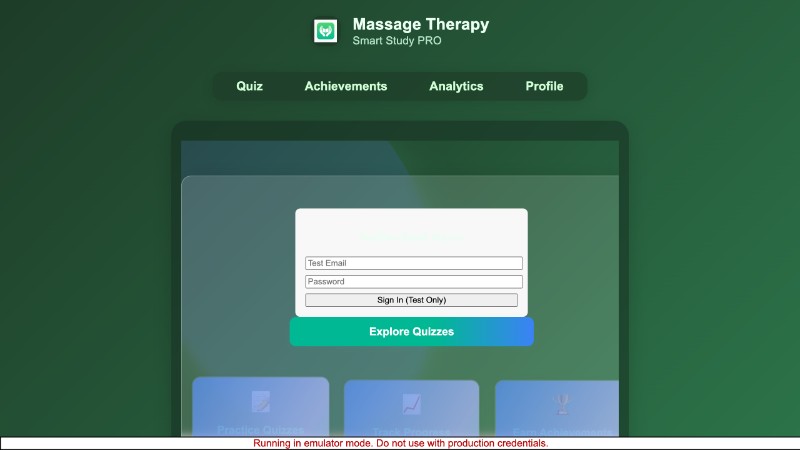 Massage Therapy
Smart Study PRO
Quiz Achievements Analytics Profile
Test Email
Password
Sign In (Test Only)
Explore Quizzes
Practice Quizzes Track Progress Earn Achievements
Running in emulator mode. Do not use with production credentials.